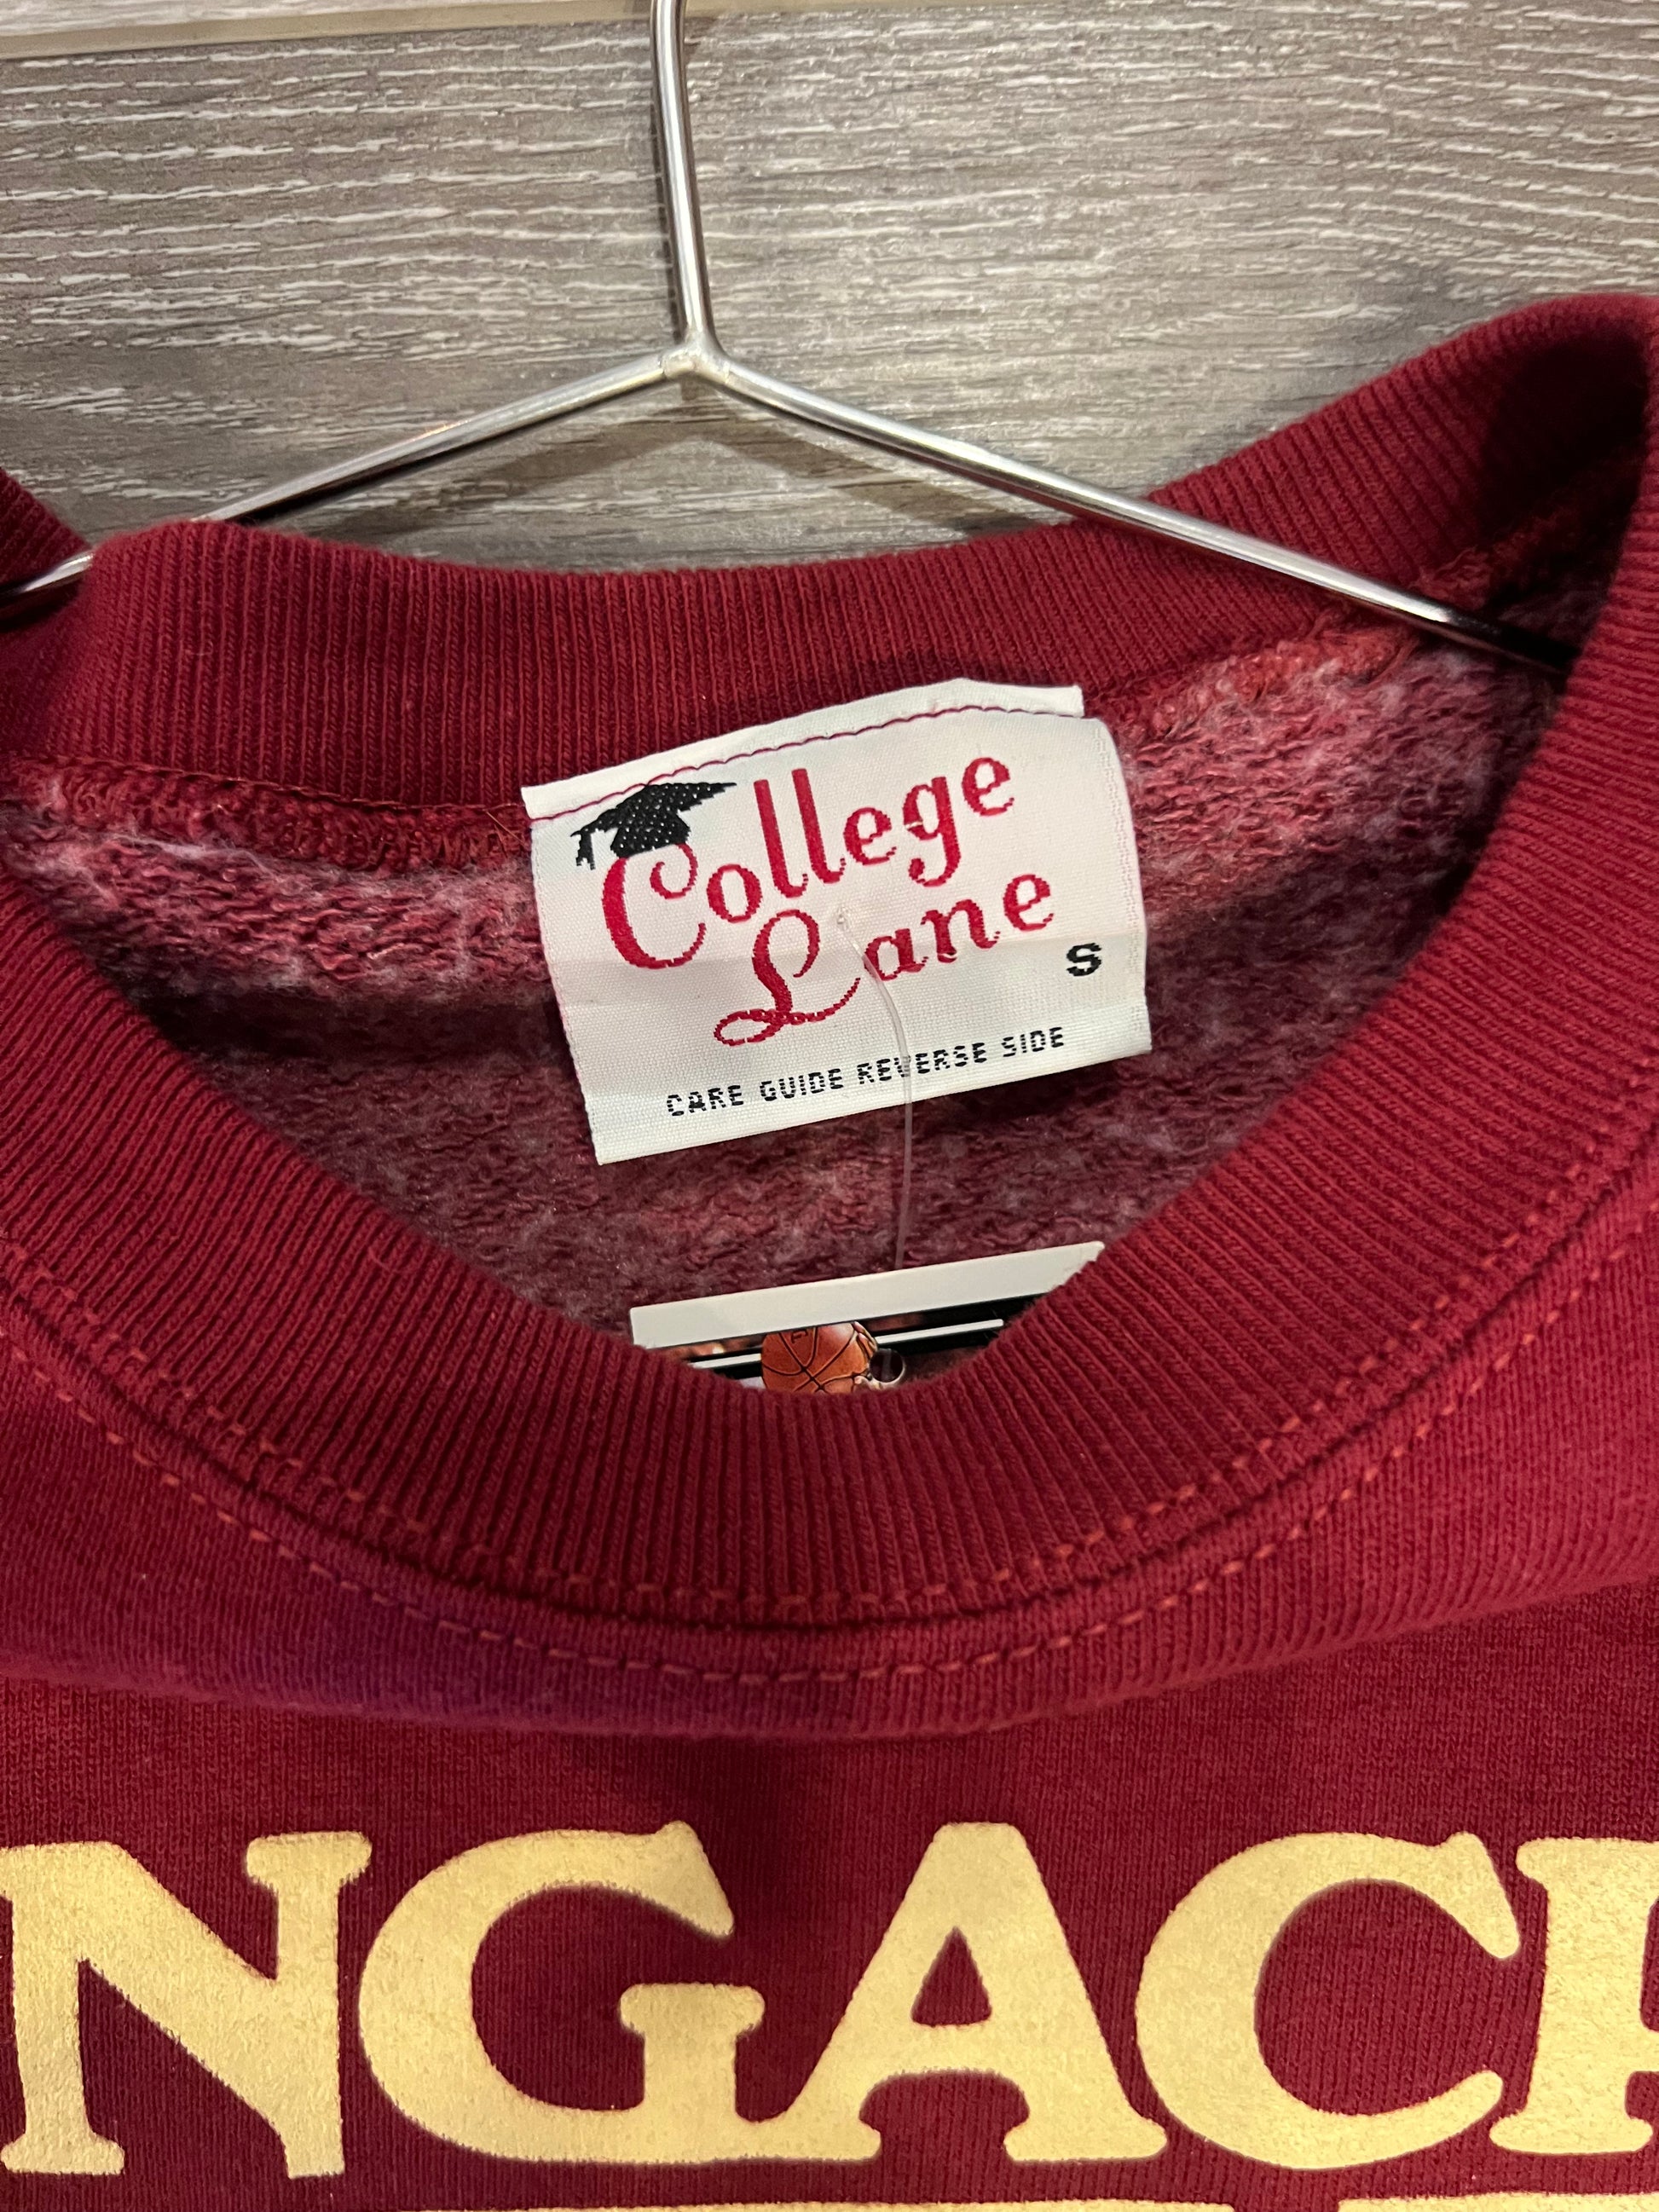 College
Lane
S
CARE GUIDE REVERSE SIDE
NGAC